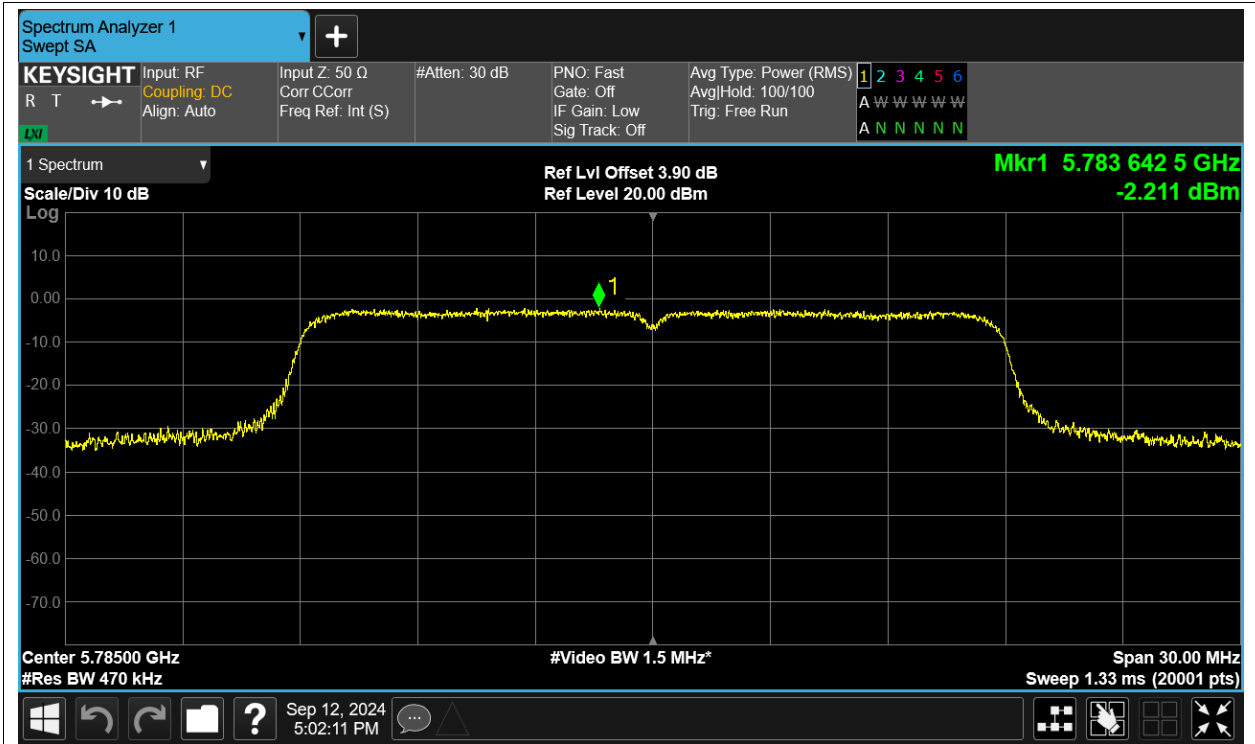 Spectrum Analyzer 1
Swept SA
+
KEYSIGHT
R T
LXI
Input: RF
Coupling: DC
Align: Auto
Input Z: 50 Ω
Corr CCorr
Freq Ref: Int (S)
#Atten: 30 dB
PNO: Fast
Gate: Off
IF Gain: Low
Sig Track: Off
Avg Type: Power (RMS)
Avg|Hold: 100/100
Trig: Free Run
1 2 3 4 5 6
A W W W W W
A N N N N N
1 Spectrum
Scale/Div 10 dB
Log
Ref Lvl Offset 3.90 dB
Ref Level 20.00 dBm
Mkr1 5.783 642 5 GHz
-2.211 dBm
10.0
0.00
-10.0
-20.0
-30.0
-40.0
-50.0
-60.0
-70.0
1
Center 5.78500 GHz
#Res BW 470 kHz
#Video BW 1.5 MHz*
Span 30.00 MHz
Sweep 1.33 ms (20001 pts)
?
Sep 12, 2024
5:02:11 PM